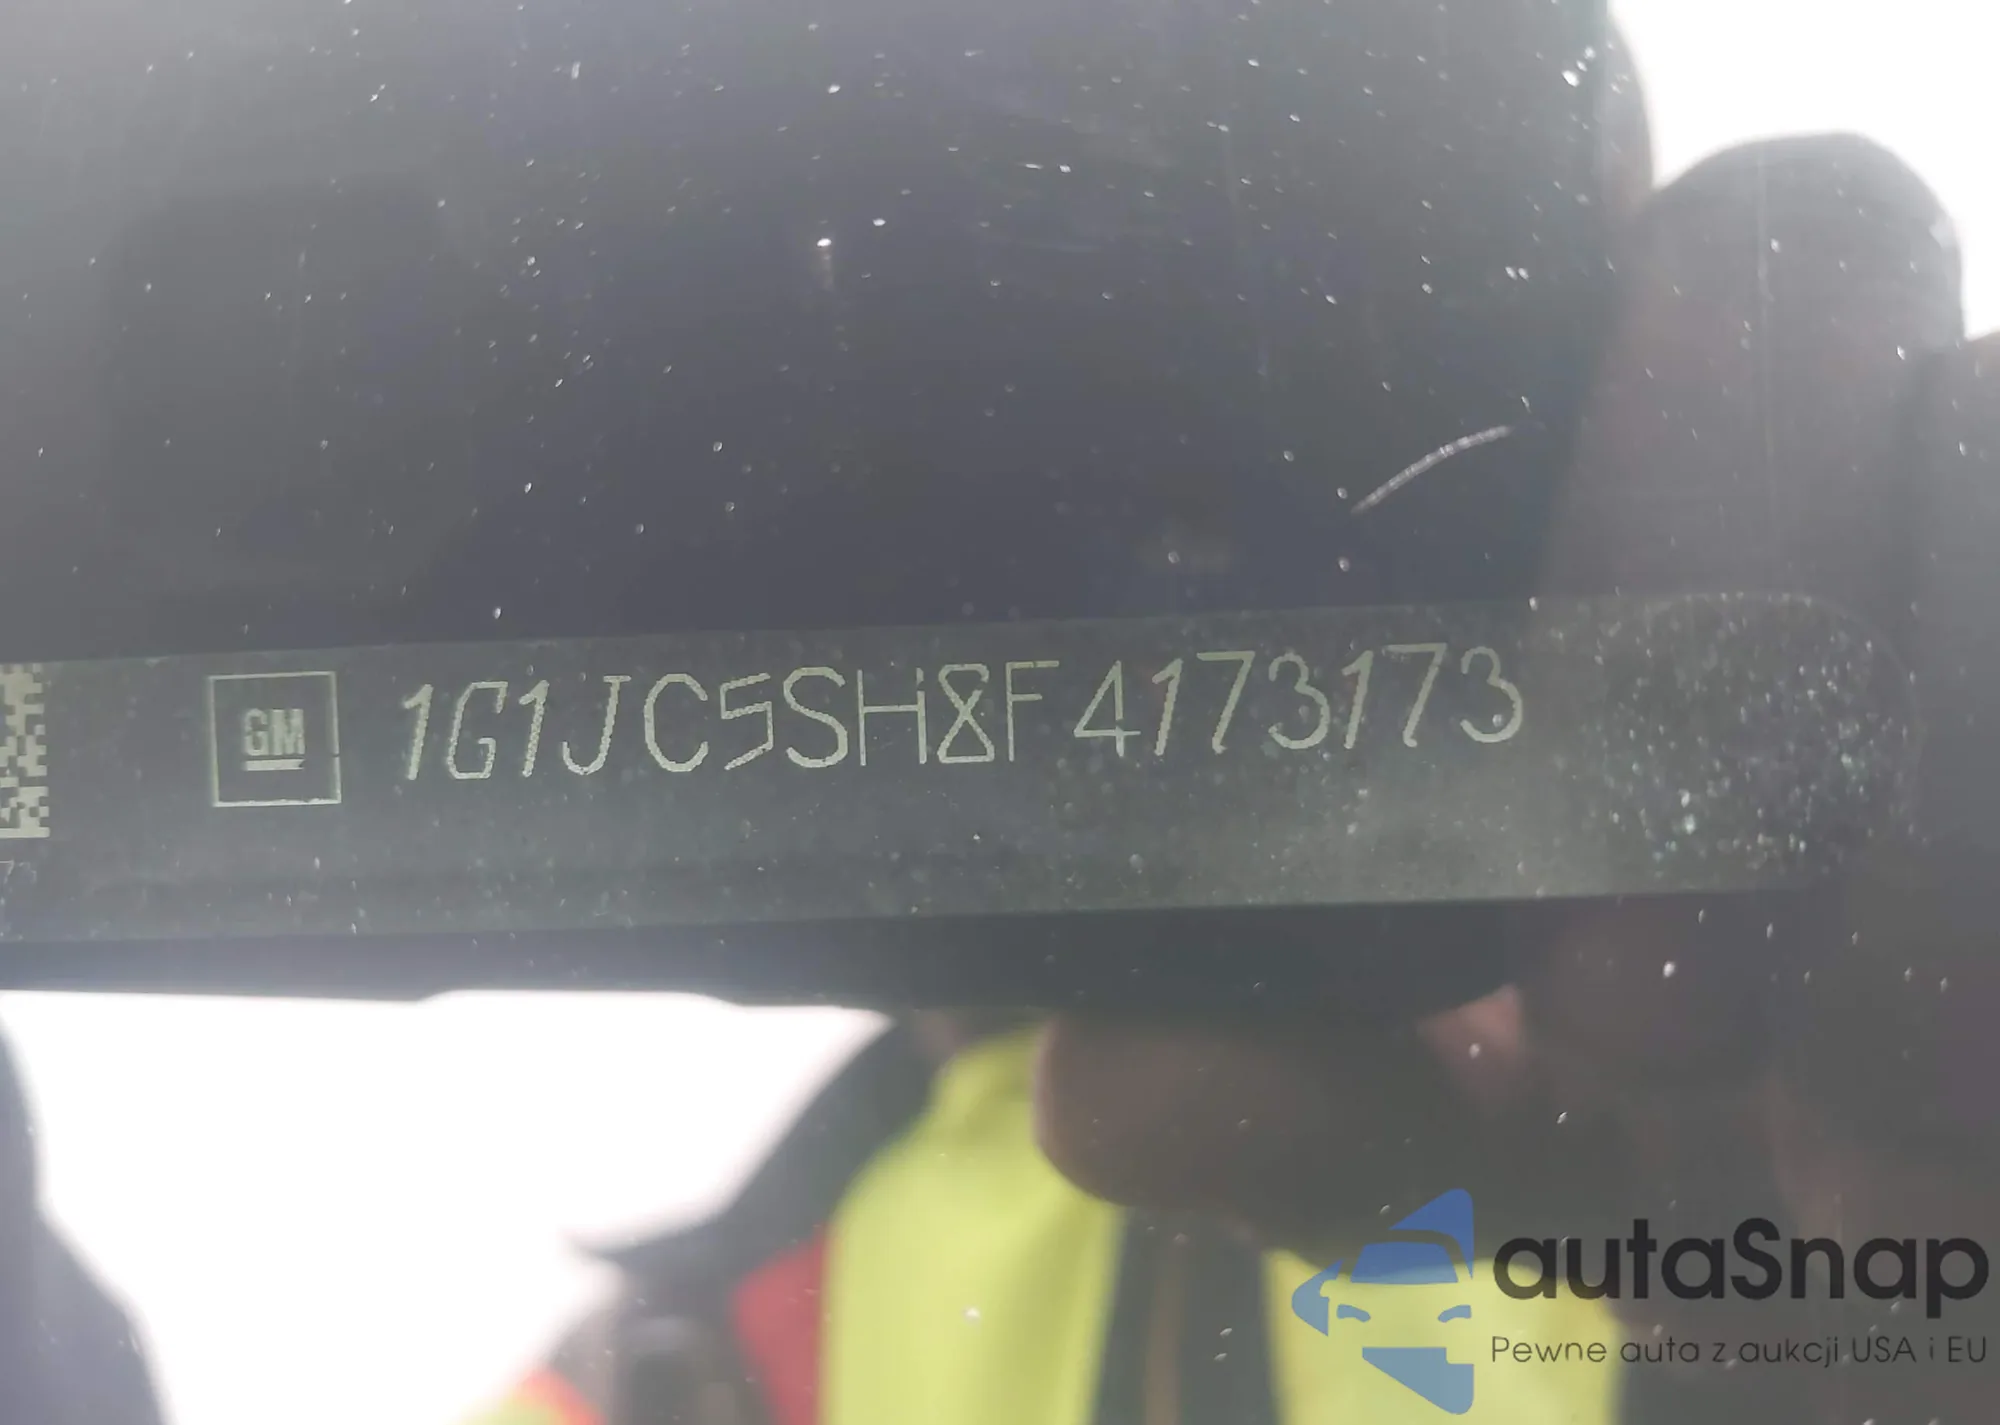 GM 1G1JC5SH8F4173173
autaSnap
Pewne auta z aukcji USA i EU